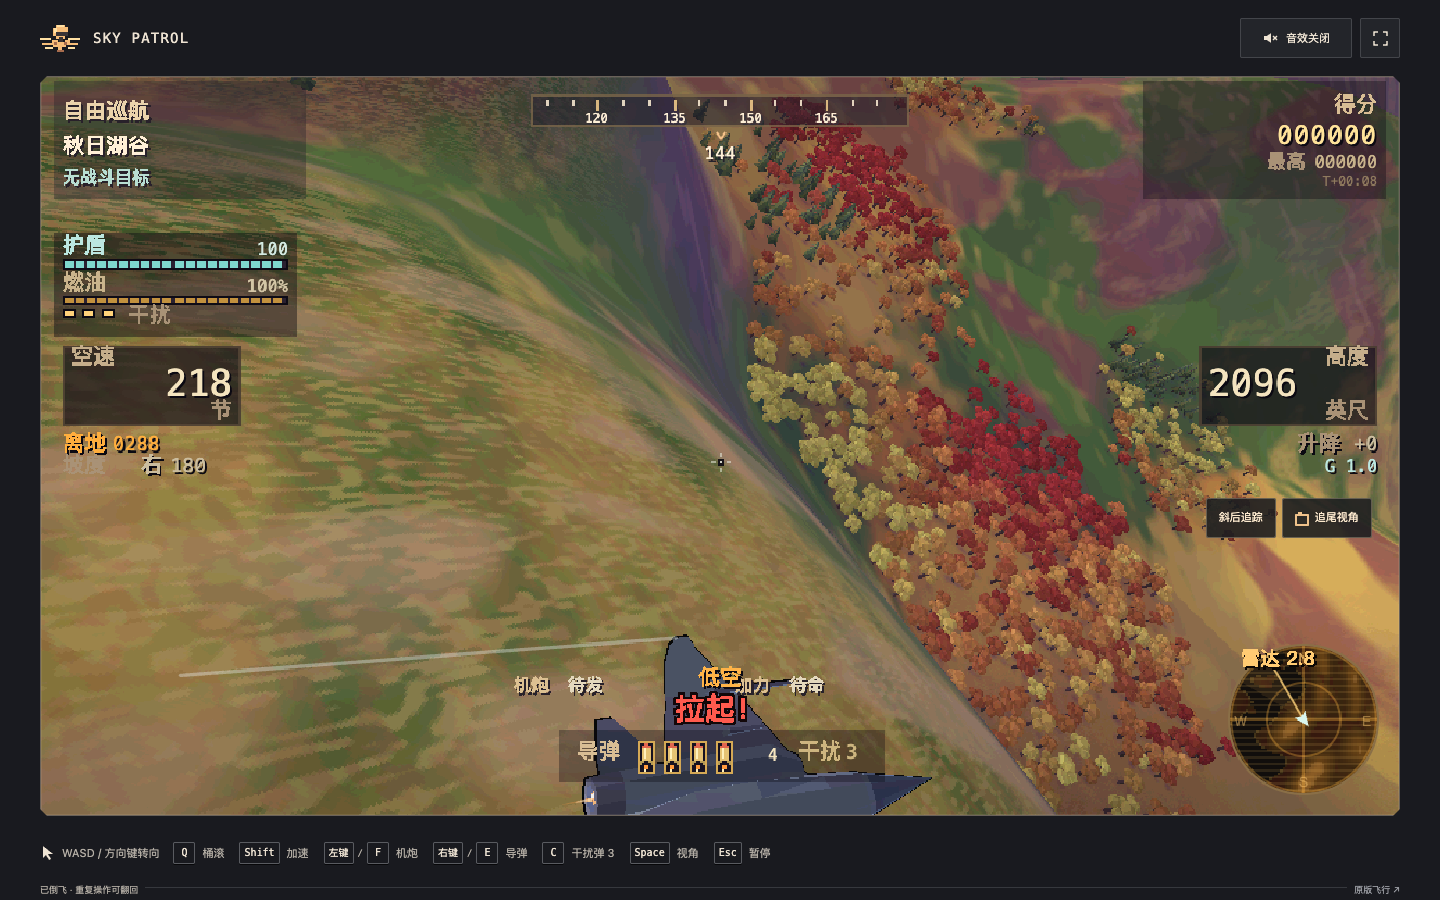 SKY PATROL
音效关闭
自由巡航
秋日湖谷
无战斗目标
120 135 150 165
144
得分
000000
最高 000000
T+00:08
护盾 100
燃油 100%
干扰
空速
218
节
离地 0288
坡度 右 180
高度
2096
英尺
升降 +0
G 1.0
斜后追踪
追尾视角
雷达 2.8
W E
S
机炮 待发
加力 待命
低空
拉起!
导弹 4 干扰 3
WASD / 方向键转向 Q 桶滚 Shift 加速 左键 / F 机炮 右键 / E 导弹 C 干扰弹 3 Space 视角 Esc 暂停
已倒飞 · 重复操作可翻回
原版飞行 ↗